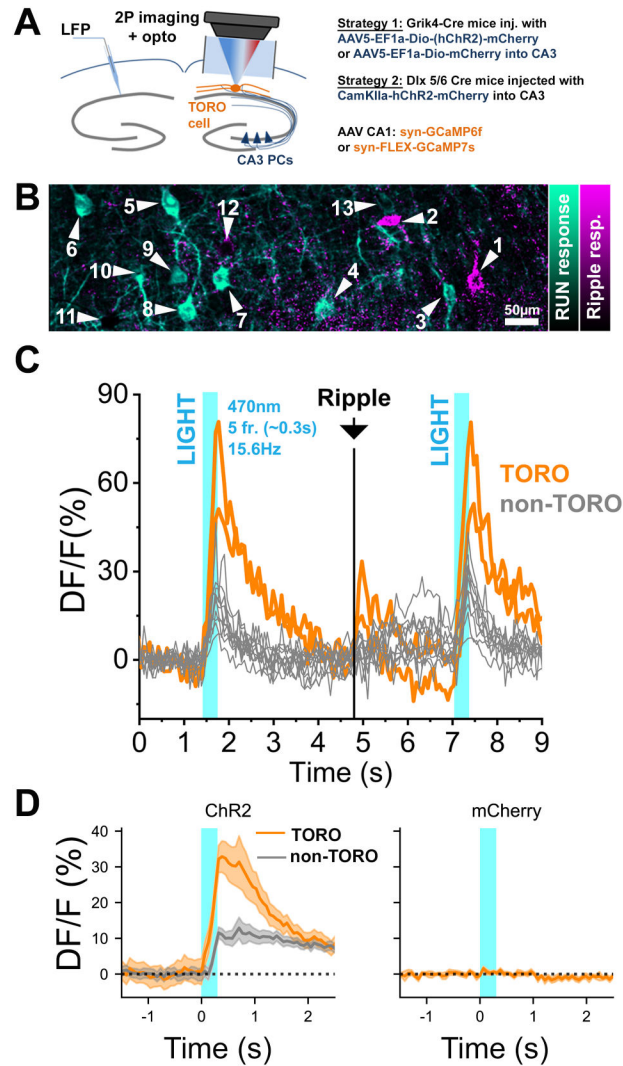 A
LFP
2P imaging
+ opto
TORO
cell
CA3 PCs
Strategy 1: Grik4-Cre mice inj. with
AAV5-EF1a-Dio-(hChR2)-mCherry
or AAV5-EF1a-Dio-mCherry into CA3
Strategy 2: Dlx 5/6 Cre mice injected with
CamKIIa-hChR2-mCherry into CA3
AAV CA1: syn-GCaMP6f
or syn-FLEX-GCaMP7s
B
5
6
12
13
2
1
9
10
4
11
8
7
3
50µm
RUN response
Ripple resp.
C
90
60
30
0
DF/F(%)
LIGHT
470nm
5 fr. (~0.3s)
15.6Hz
Ripple
LIGHT
TORO
non-TORO
0 1 2 3 4 5 6 7 8 9
Time (s)
D
ChR2
mCherry
TORO
non-TORO
40
30
20
10
0
DF/F (%)
-1 0 1 2
Time (s)
-1 0 1 2
Time (s)